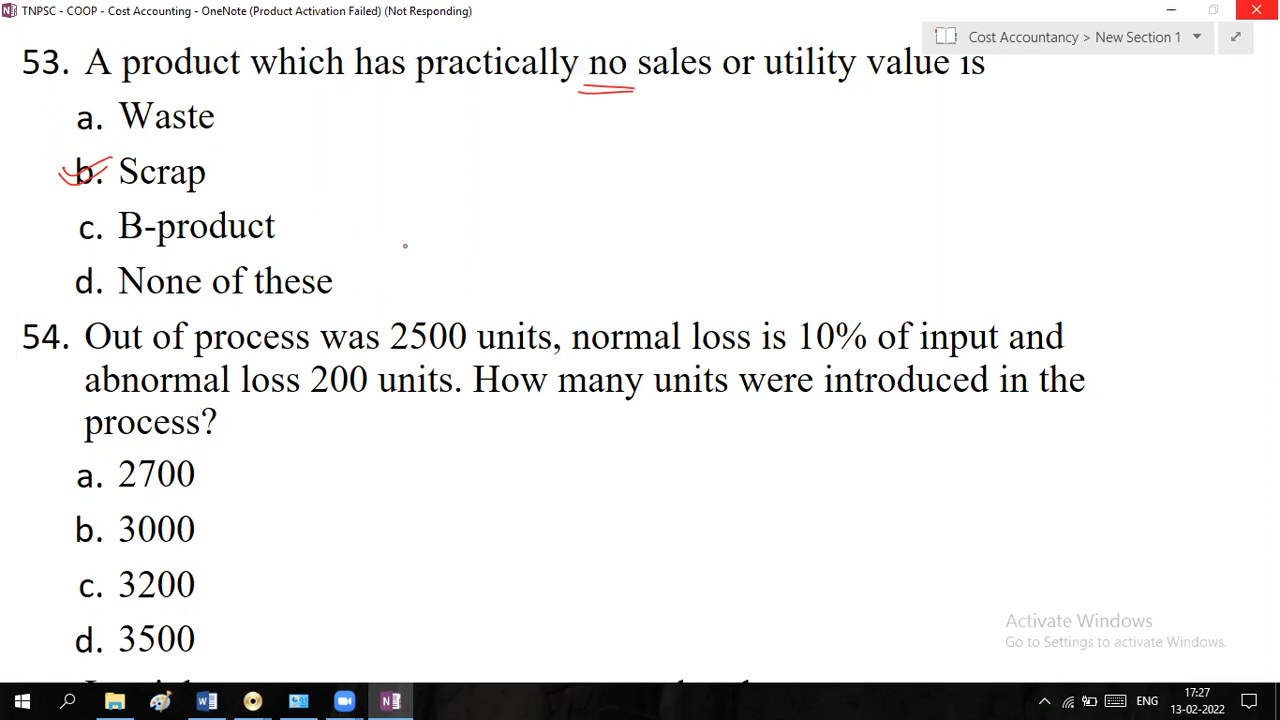 TNPSC - COOP - Cost Accounting - OneNote (Product Activation Failed) (Not Responding)
Cost Accountancy > New Section 1
53. A product which has practically no sales or utility value is
a. Waste
b. Scrap
c. B-product
d. None of these
54. Out of process was 2500 units, normal loss is 10% of input and
abnormal loss 200 units. How many units were introduced in the
process?
a. 2700
b. 3000
c. 3200
d. 3500
Activate Windows
Go to Settings to activate Windows.
ENG
17:27
13-02-2022